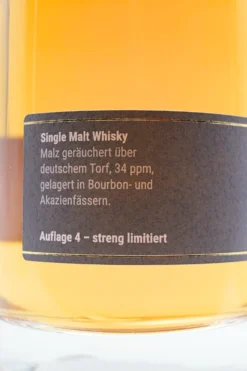 Single Malt Whisky
Malz geräuchert über
deutschem Torf, 34 ppm,
gelagert in Bourbon- und
Akazienfässern.
Auflage 4 – streng limitiert